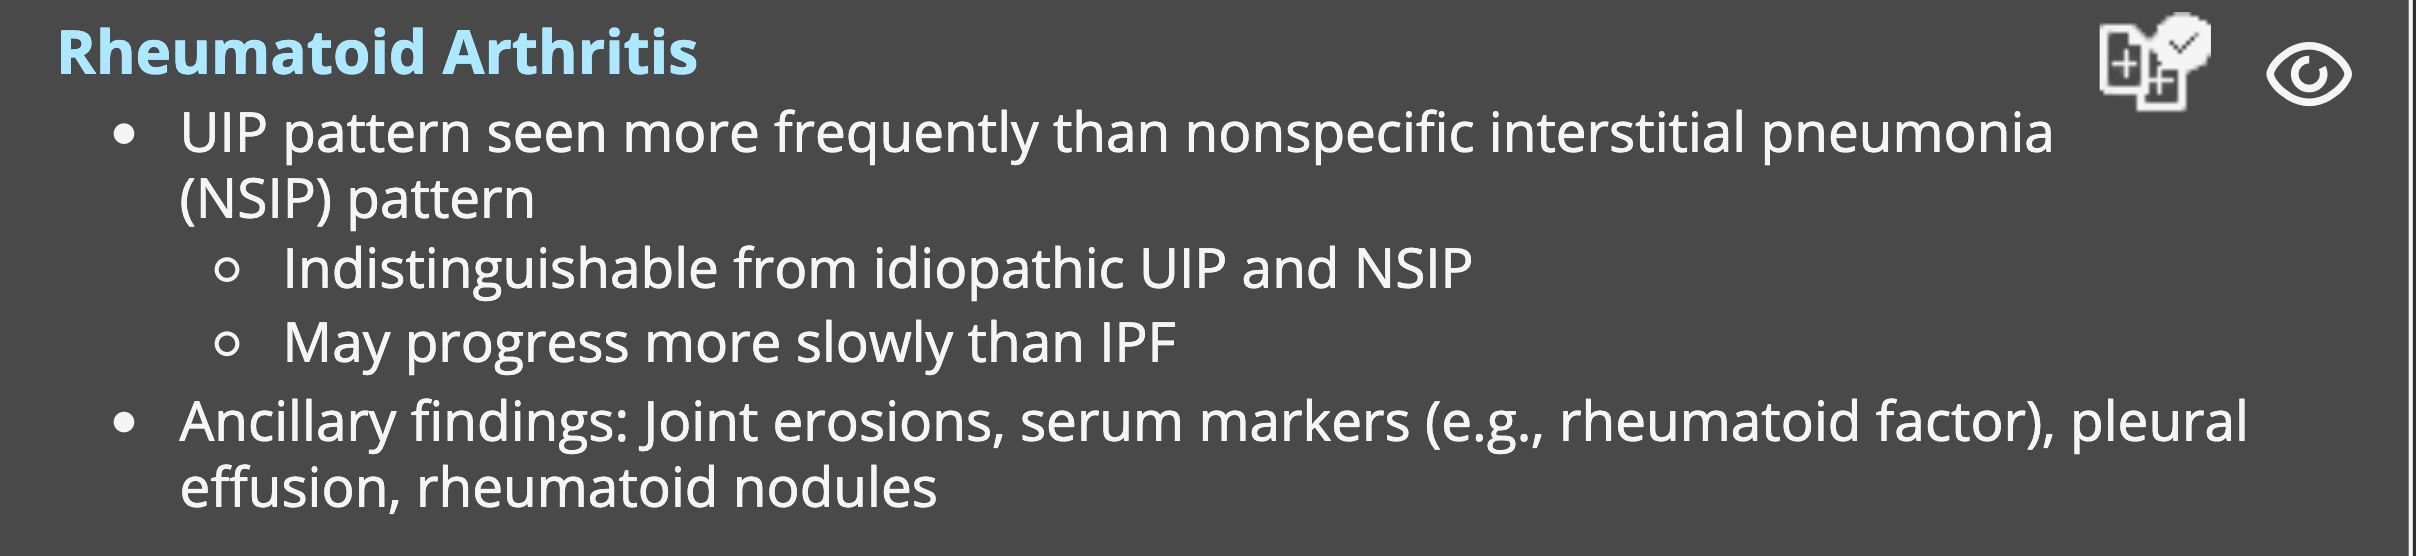 Rheumatoid Arthritis
• UIP pattern seen more frequently than nonspecific interstitial pneumonia
(NSIP) pattern
○ Indistinguishable from idiopathic UIP and NSIP
○ May progress more slowly than IPF
• Ancillary findings: Joint erosions, serum markers (e.g., rheumatoid factor), pleural
effusion, rheumatoid nodules